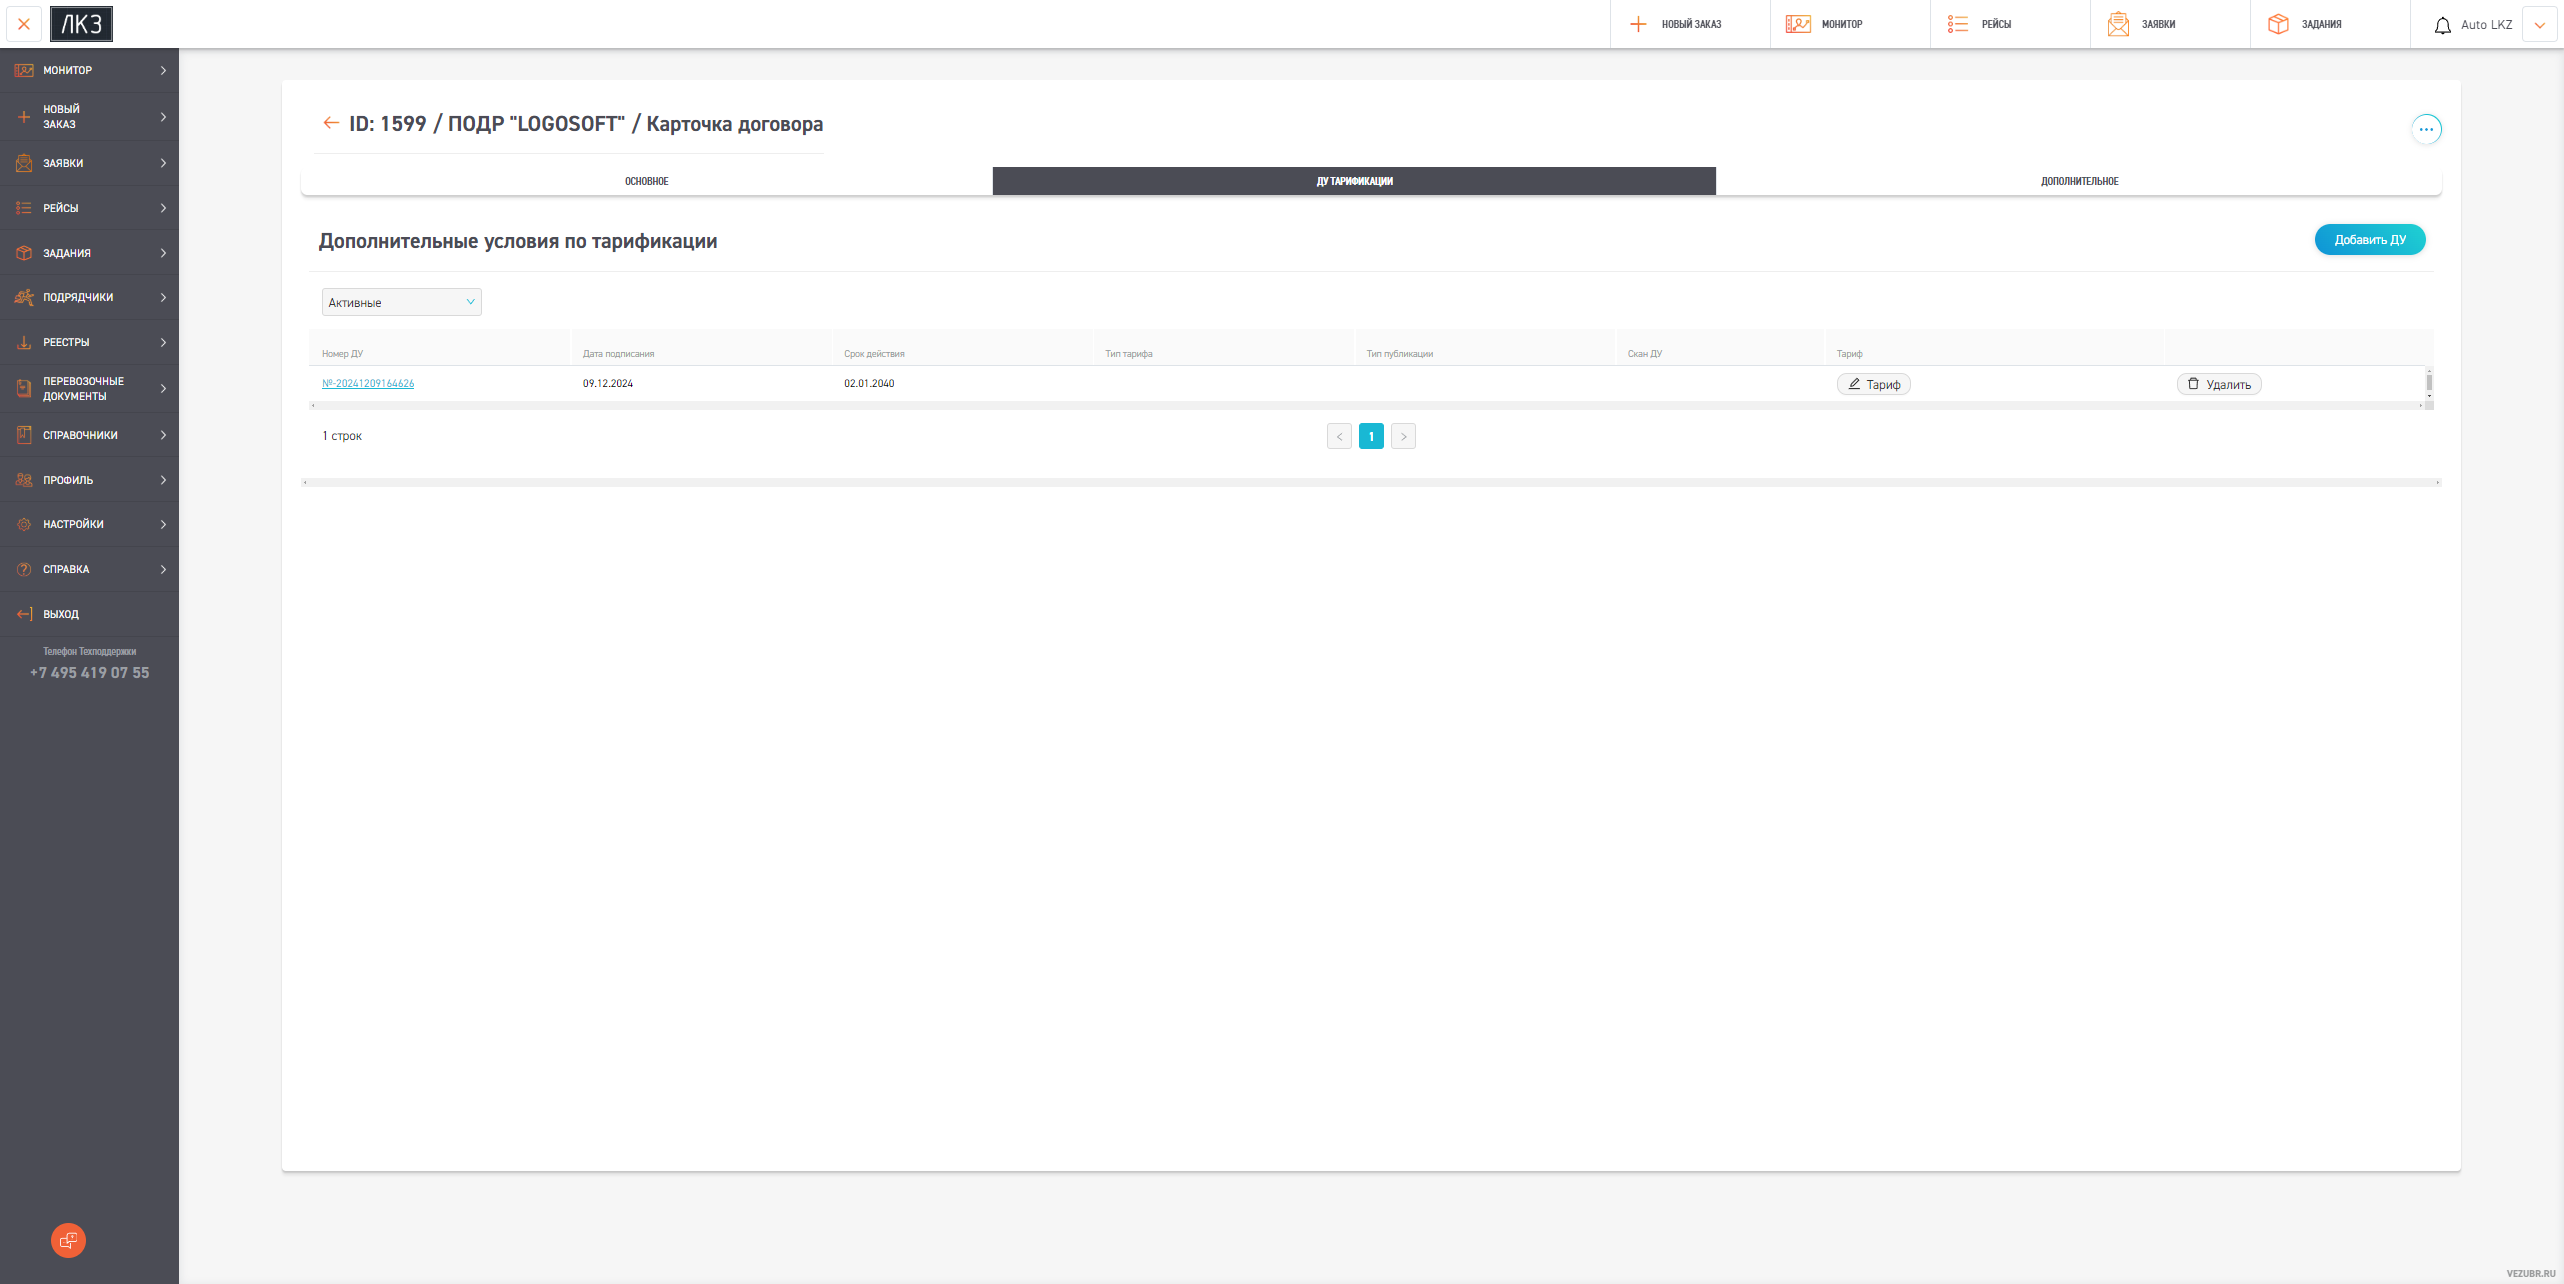 ЛКЗ
НОВЫЙ ЗАКАЗ
МОНИТОР
РЕЙСЫ
ЗАЯВКИ
ЗАДАНИЯ
Auto LKZ
МОНИТОР
НОВЫЙ
ЗАКАЗ
ЗАЯВКИ
РЕЙСЫ
ЗАДАНИЯ
ПОДРЯДЧИКИ
РЕЕСТРЫ
ПЕРЕВОЗОЧНЫЕ
ДОКУМЕНТЫ
СПРАВОЧНИКИ
ПРОФИЛЬ
НАСТРОЙКИ
СПРАВКА
ВЫХОД
Телефон Техподдержки
+7 495 419 07 55
ID: 1599 / ПОДР "LOGOSOFT" / Карточка договора
ОСНОВНОЕ
ДУ ТАРИФИКАЦИИ
ДОПОЛНИТЕЛЬНОЕ
Дополнительные условия по тарификации
Добавить ДУ
Активные
Номер ДУ Дата подписания Срок действия Тип тарифа Тип публикации Скан ДУ Тариф
№-20241209164626 09.12.2024 02.01.2040 Тариф Удалить
1 строк
1
VEZUBR.RU